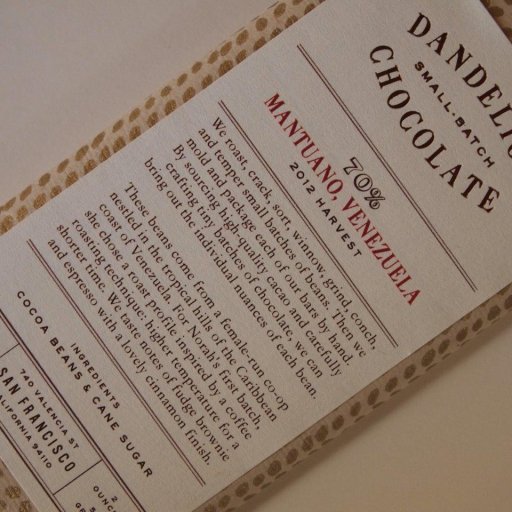 DANDELIO
SMALL-BATCH
CHOCOLATE
70%
MANTUANO, VENEZUELA
2012 HARVEST
We roast, crack, sort, winnow, grind, conch,
and temper small batches of beans. Then we
mold and package each of our bars by hand.
By sourcing high quality cacao and carefully
crafting tiny batches of chocolate, we can
bring out the individual nuances of each bean.
These beans come from a female-run co-op
nestled in the tropical hills of the Caribbean
coast of Venezuela. For Norah's first batch,
she chose a roast profile inspired by a coffee
roasting technique: higher temperature for a
shorter time. We taste notes of fudge brownie
and espresso with a lovely cinnamon finish.
INGREDIENTS
COCOA BEANS & CANE SUGAR
740 VALENCIA ST
SAN FRANCISCO
CALIFORNIA 94110
2
OUNC